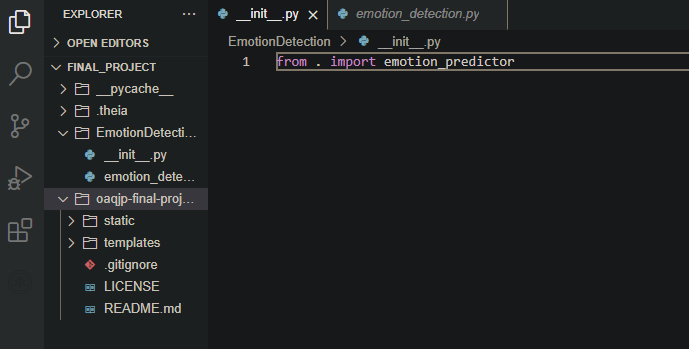 EXPLORER ...
OPEN EDITORS
FINAL_PROJECT
__pycache__
.theia
EmotionDetecti...
__init__.py
emotion_dete...
oaqjp-final-proj...
static
templates
.gitignore
LICENSE
README.md
__init__.py
emotion_detection.py
EmotionDetection > __init__.py
1 from . import emotion_predictor